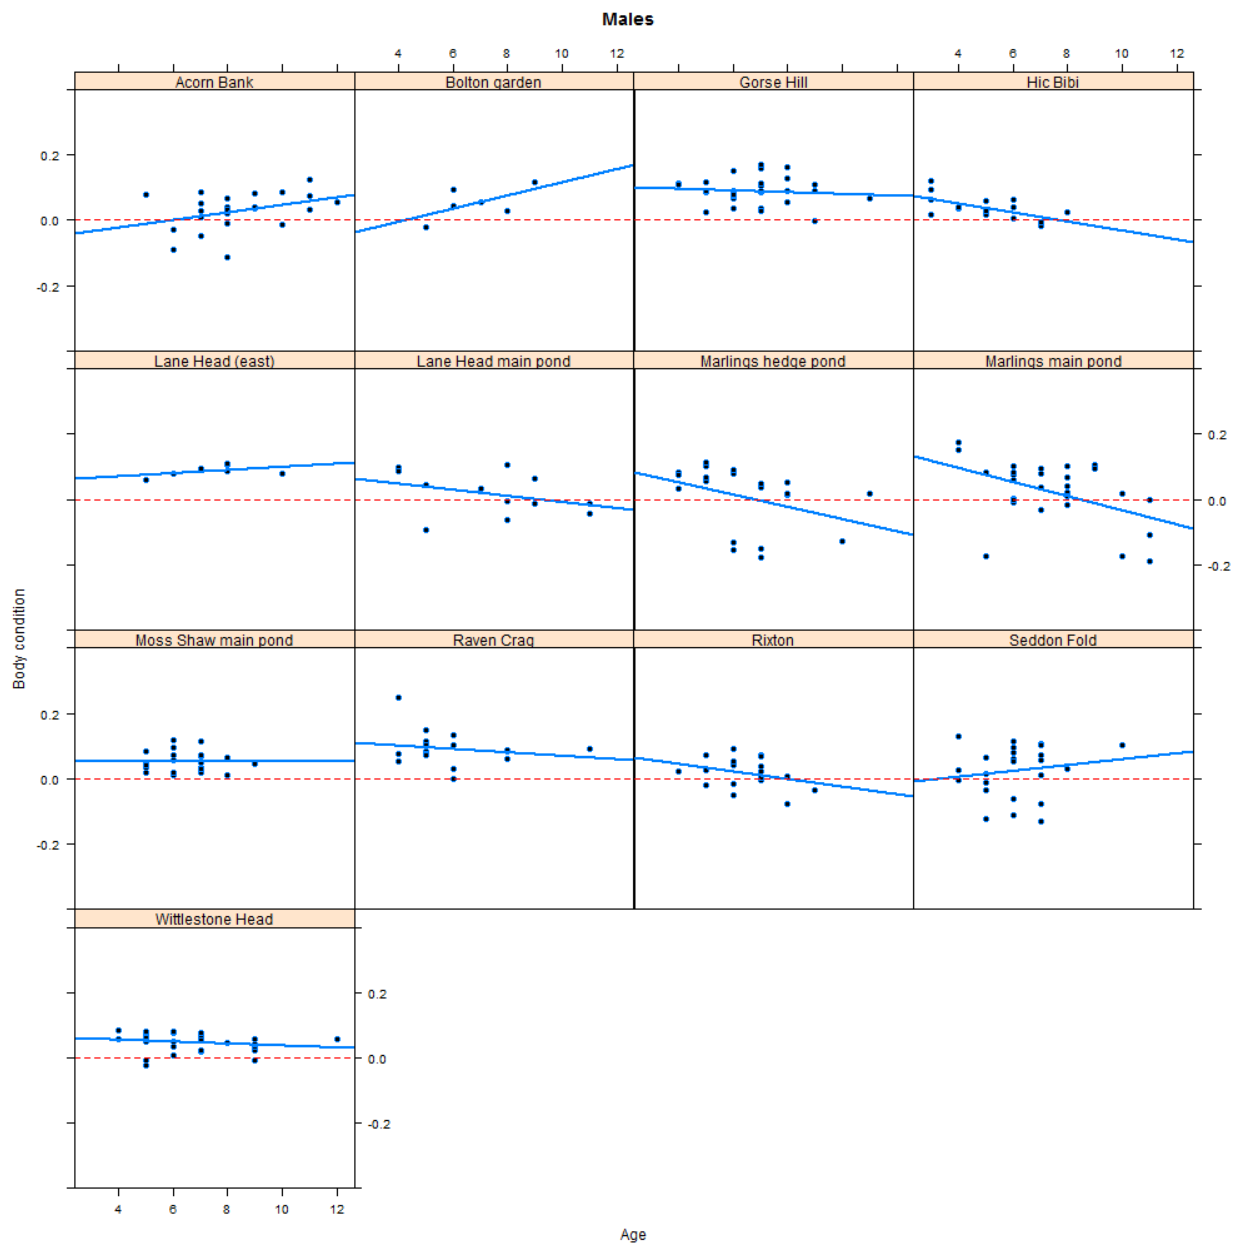 Males
4 6 8 10 12 4 6 8 10 12
Acorn Bank Bolton garden Gorse Hill Hic Bibi
0.2
0.0
-0.2
Lane Head (east) Lane Head main pond Marlings hedge pond Marlings main pond
0.2
0.0
-0.2
Moss Shaw main pond Raven Crag Rixton Seddon Fold
0.2
0.0
-0.2
Wittlestone Head
0.2
0.0
-0.2
4 6 8 10 12
Body condition
Age